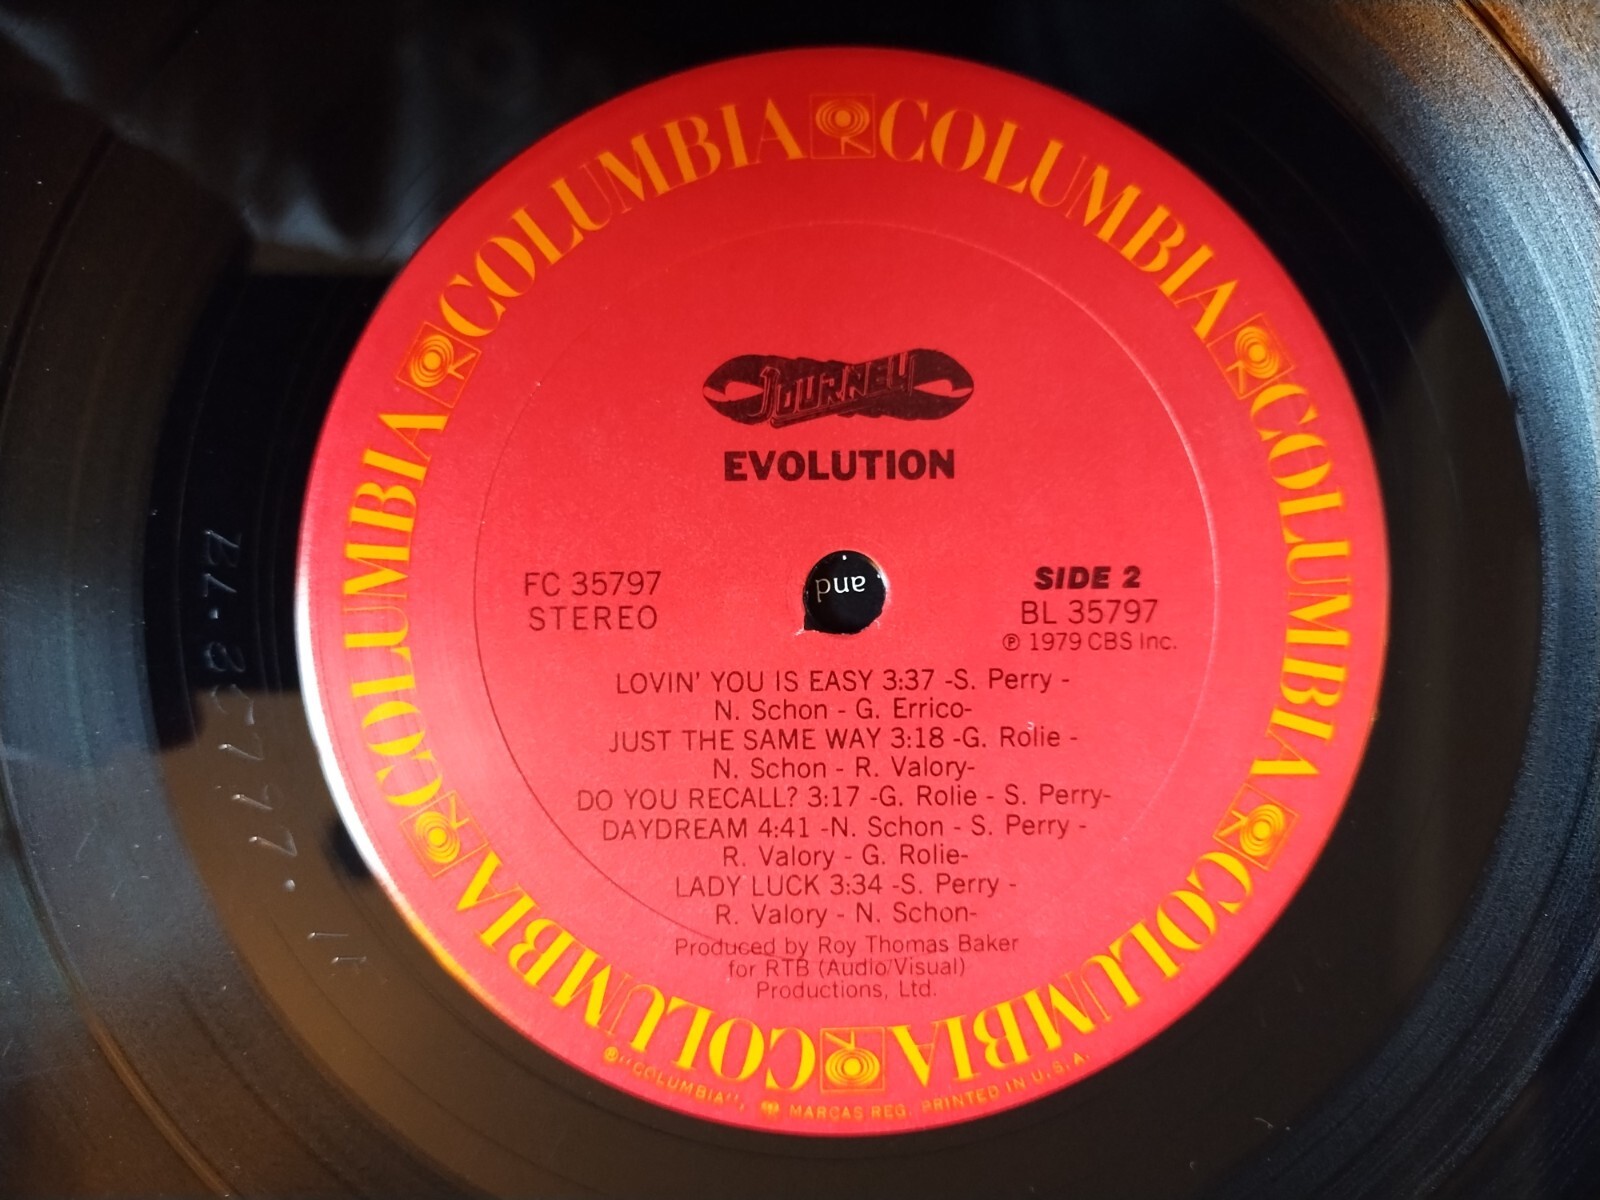 COLUMBIA COLUMBIA COLUMBIA COLUMBIA COLUMBIA COLUMBIA COLUMBIA COLUMBIA
JOURNEY
EVOLUTION
FC 35797
STEREO
and
SIDE 2
BL 35797
℗ 1979 CBS Inc.
LOVIN' YOU IS EASY 3:37 -S. Perry -
N. Schon - G. Errico-
JUST THE SAME WAY 3:18 -G. Rolie -
N. Schon - R. Valory-
DO YOU RECALL? 3:17 -G. Rolie - S. Perry-
DAYDREAM 4:41 -N. Schon - S. Perry -
R. Valory - G. Rolie-
LADY LUCK 3:34 -S. Perry -
R. Valory - N. Schon-
Produced by Roy Thomas Baker
for RTB (Audio/Visual)
Productions, Ltd.
®"COLUMBIA", MARCAS REG. PRINTED IN U.S.A.